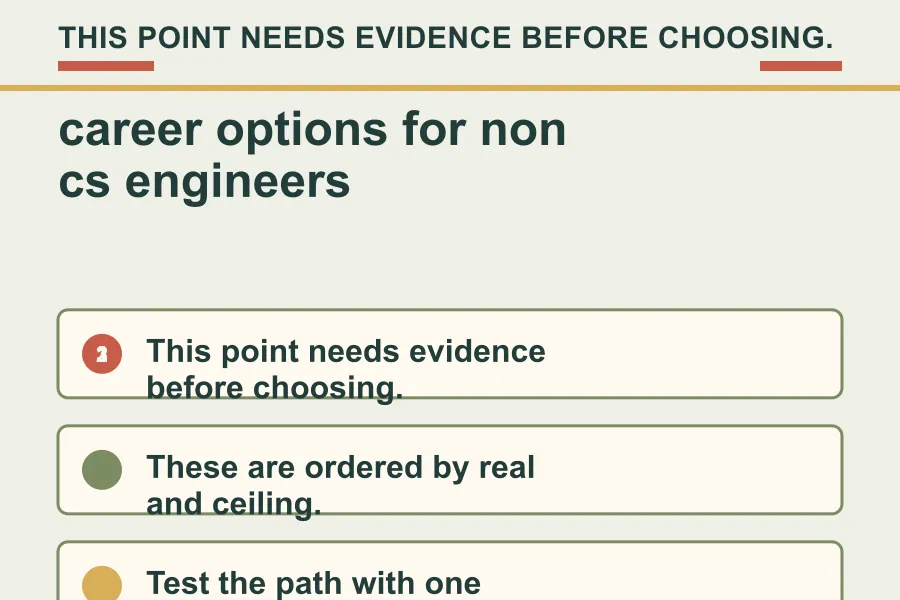 THIS POINT NEEDS EVIDENCE BEFORE CHOOSING.
career options for non
cs engineers
This point needs evidence
before choosing.
These are ordered by real
and ceiling.
Test the path with one